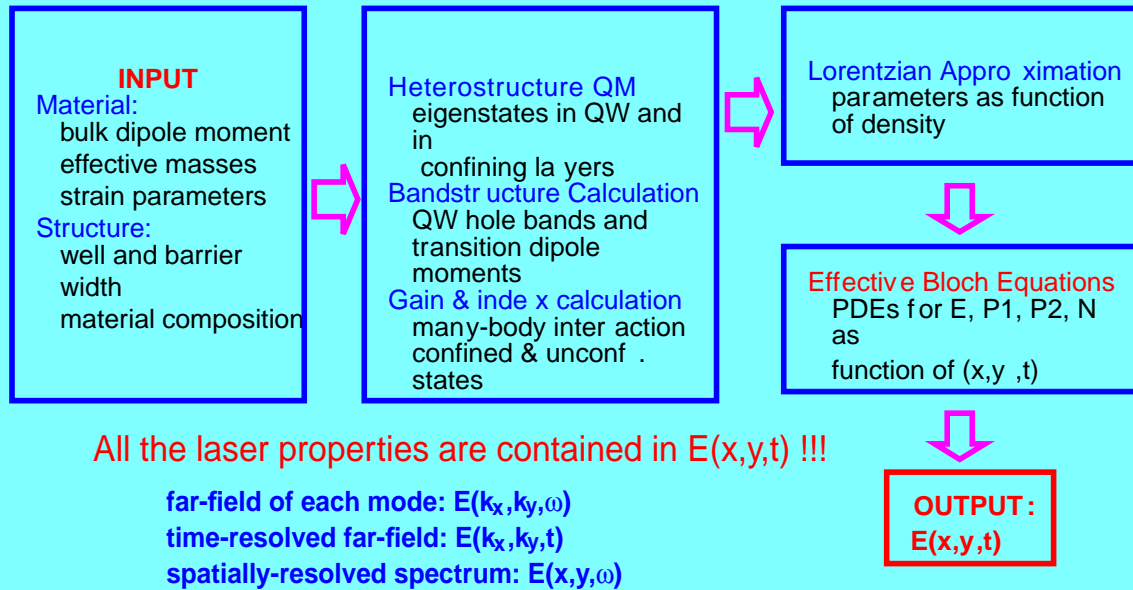 INPUT
Material:
bulk dipole moment
effective masses
strain parameters
Structure:
well and barrier
width
material composition
Heterostructure QM
eigenstates in QW and
in
confining la yers
Bandstr ucture Calculation
QW hole bands and
transition dipole
moments
Gain & inde x calculation
many-body inter action
confined & unconf .
states
Lorentzian Appro ximation
parameters as function
of density
Effectiv e Bloch Equations
PDEs f or E, P1, P2, N
as
function of (x,y ,t)
All the laser properties are contained in E(x,y,t) !!!
far-field of each mode: E(kx,ky,ω)
time-resolved far-field: E(kx,ky,t)
spatially-resolved spectrum: E(x,y,ω)
OUTPUT :
E(x,y ,t)